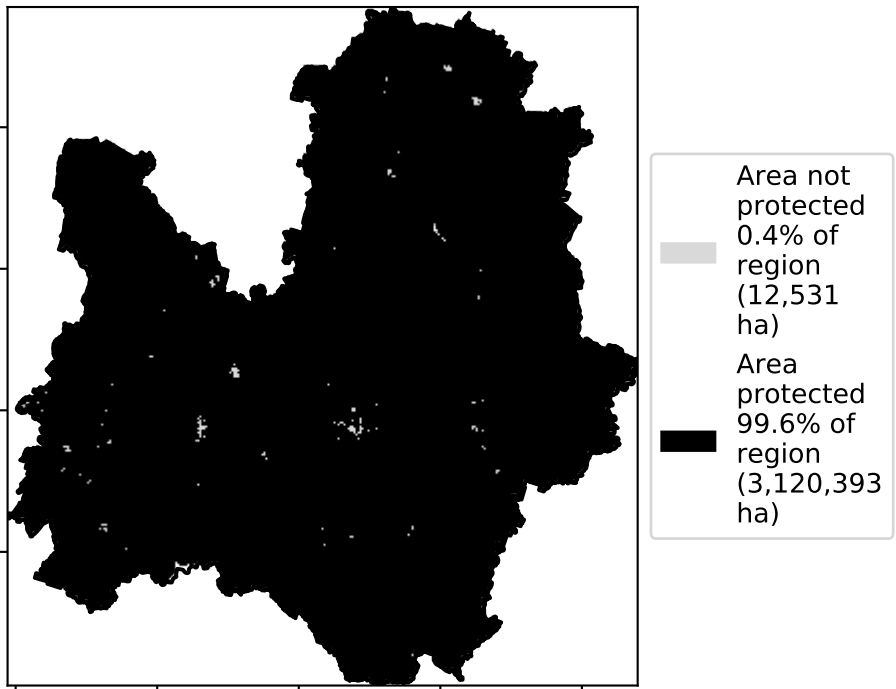 Area not
protected
0.4% of
region
(12,531
ha)
Area
protected
99.6% of
region
(3,120,393
ha)